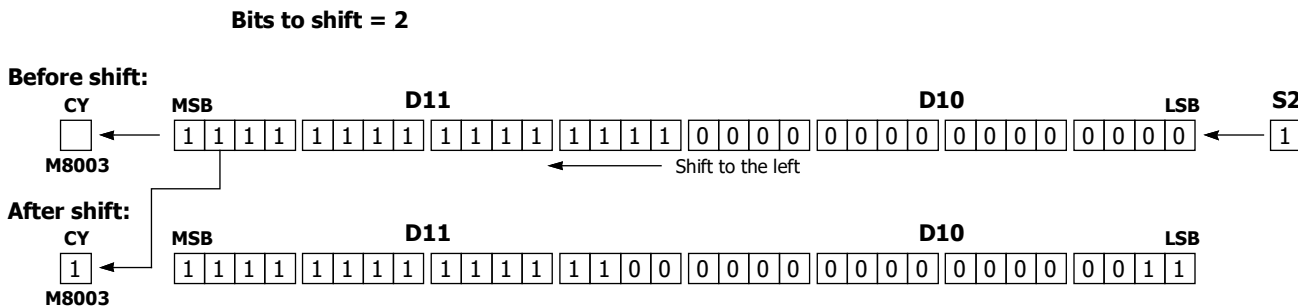 Bits to shift = 2
Before shift:
CY MSB D11 D10 LSB S2
1 1 1 1 1 1 1 1 1 1 1 1 1 1 1 1 0 0 0 0 0 0 0 0 0 0 0 0 0 0 0 0 1
M8003 Shift to the left
After shift:
CY MSB D11 D10 LSB
1 1 1 1 1 1 1 1 1 1 1 1 1 1 1 0 0 0 0 0 0 0 0 0 0 0 0 0 0 0 0 1 1
M8003